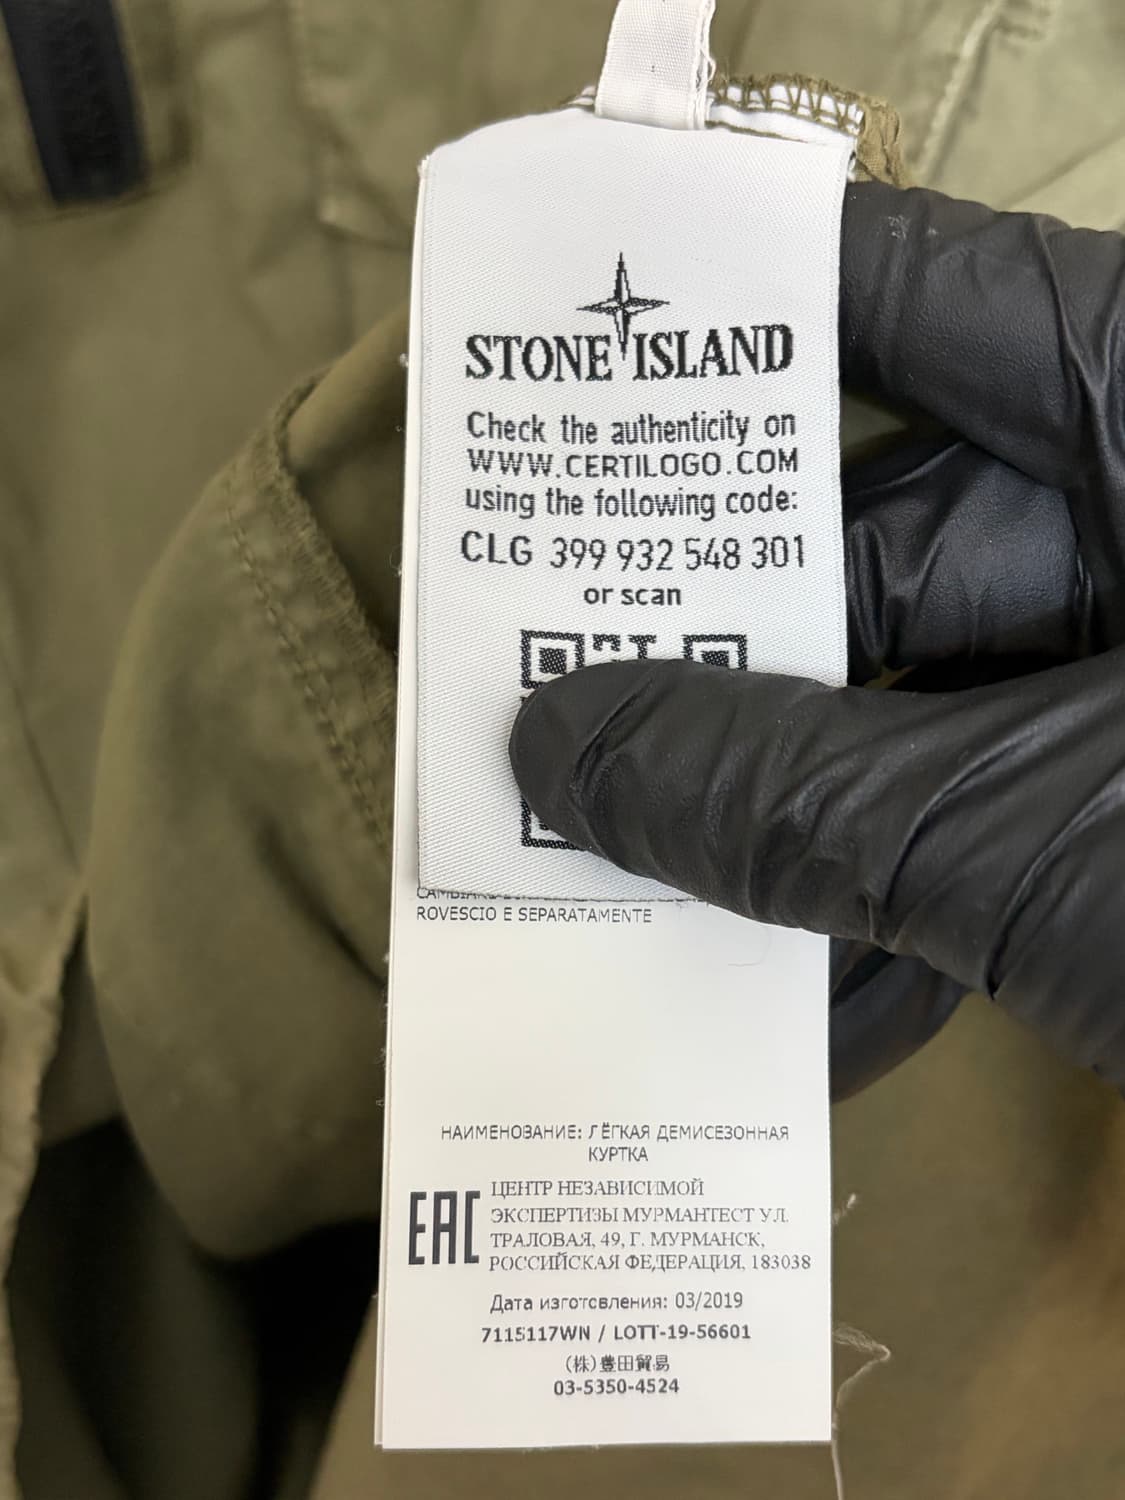 STONE ISLAND
Check the authenticity on
WWW.CERTILOGO.COM
using the following code:
CLG 399 932 548 301
or scan
ROVESCIO E SEPARATAMENTE
НАИМЕНОВАНИЕ: ЛЁГКАЯ ДЕМИСЕЗОННАЯ
КУРТКА
EAC
ЦЕНТР НЕЗАВИСИМОЙ
ЭКСПЕРТИЗЫ МУРМАНТЕСТ УЛ.
ТРАЛОВАЯ, 49, Г. МУРМАНСК,
РОССИЙСКАЯ ФЕДЕРАЦИЯ, 183038
Дата изготовления: 03/2019
7115117WN / LOTT-19-56601
(株)豊田貿易
03-5350-4524